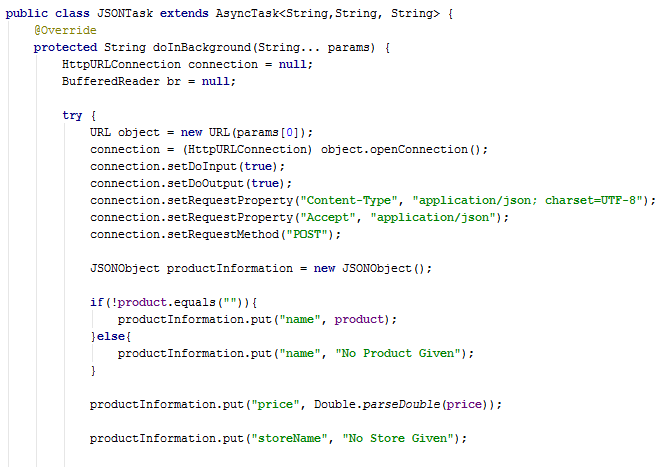 public class JSONTask extends AsyncTask<String,String, String> {
@Override
protected String doInBackground(String... params) {
HttpURLConnection connection = null;
BufferedReader br = null;
try {
URL object = new URL(params[0]);
connection = (HttpURLConnection) object.openConnection();
connection.setDoInput(true);
connection.setDoOutput(true);
connection.setRequestProperty("Content-Type", "application/json; charset=UTF-8");
connection.setRequestProperty("Accept", "application/json");
connection.setRequestMethod("POST");
JSONObject productInformation = new JSONObject();
if(!product.equals("")){
productInformation.put("name", product);
}else{
productInformation.put("name", "No Product Given");
}
productInformation.put("price", Double.parseDouble(price));
productInformation.put("storeName", "No Store Given");